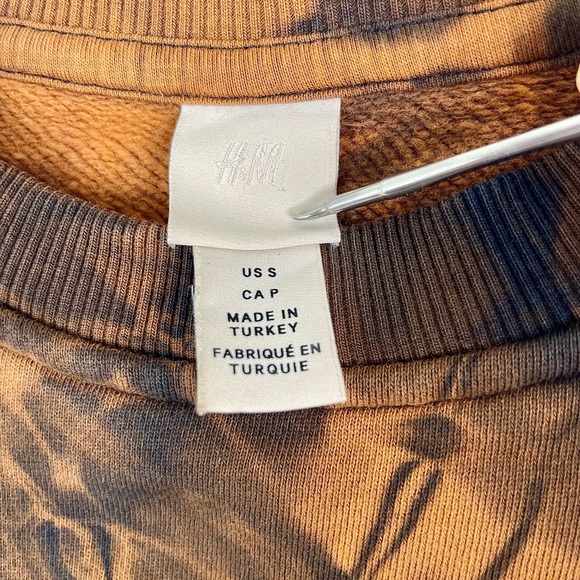 H&M
US S
CA P
MADE IN
TURKEY
FABRIQUÉ EN
TURQUIE